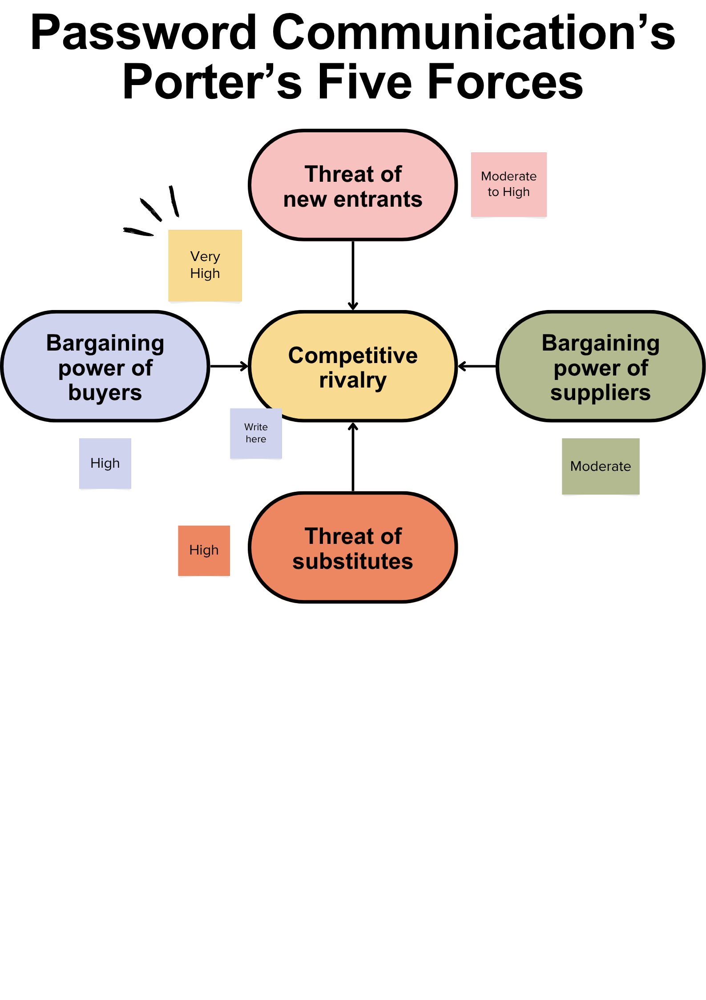 Password Communication’s
Porter’s Five Forces
Threat of
new entrants
Moderate
to High
Very
High
Bargaining
power of
buyers
Competitive
rivalry
Bargaining
power of
suppliers
Write
here
High
Moderate
High
Threat of
substitutes